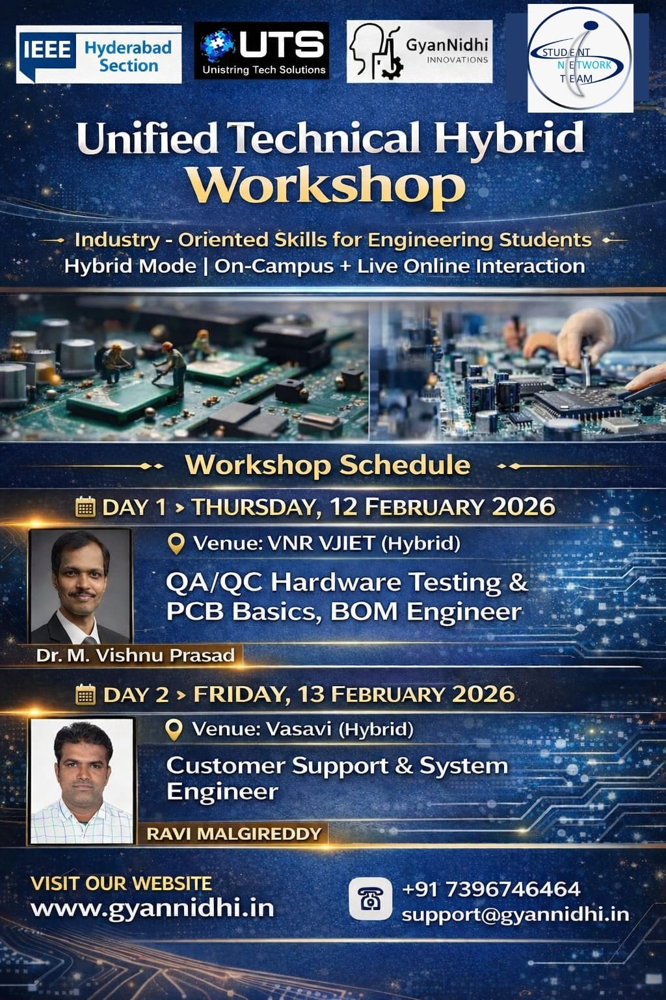 IEEE Hyderabad
Section
UTS
Unistring Tech Solutions
GyanNidhi
INNOVATIONS
STUDENT
NETWORK
TEAM
Unified Technical Hybrid
Workshop
Industry - Oriented Skills for Engineering Students
Hybrid Mode | On-Campus + Live Online Interaction
Workshop Schedule
DAY 1 > THURSDAY, 12 FEBRUARY 2026
Venue: VNR VJIET (Hybrid)
QA/QC Hardware Testing &
PCB Basics, BOM Engineer
Dr. M. Vishnu Prasad
DAY 2 > FRIDAY, 13 FEBRUARY 2026
Venue: Vasavi (Hybrid)
Customer Support & System
Engineer
RAVI MALGIREDDY
VISIT OUR WEBSITE
www.gyannidhi.in
+91 7396746464
support@gyannidhi.in